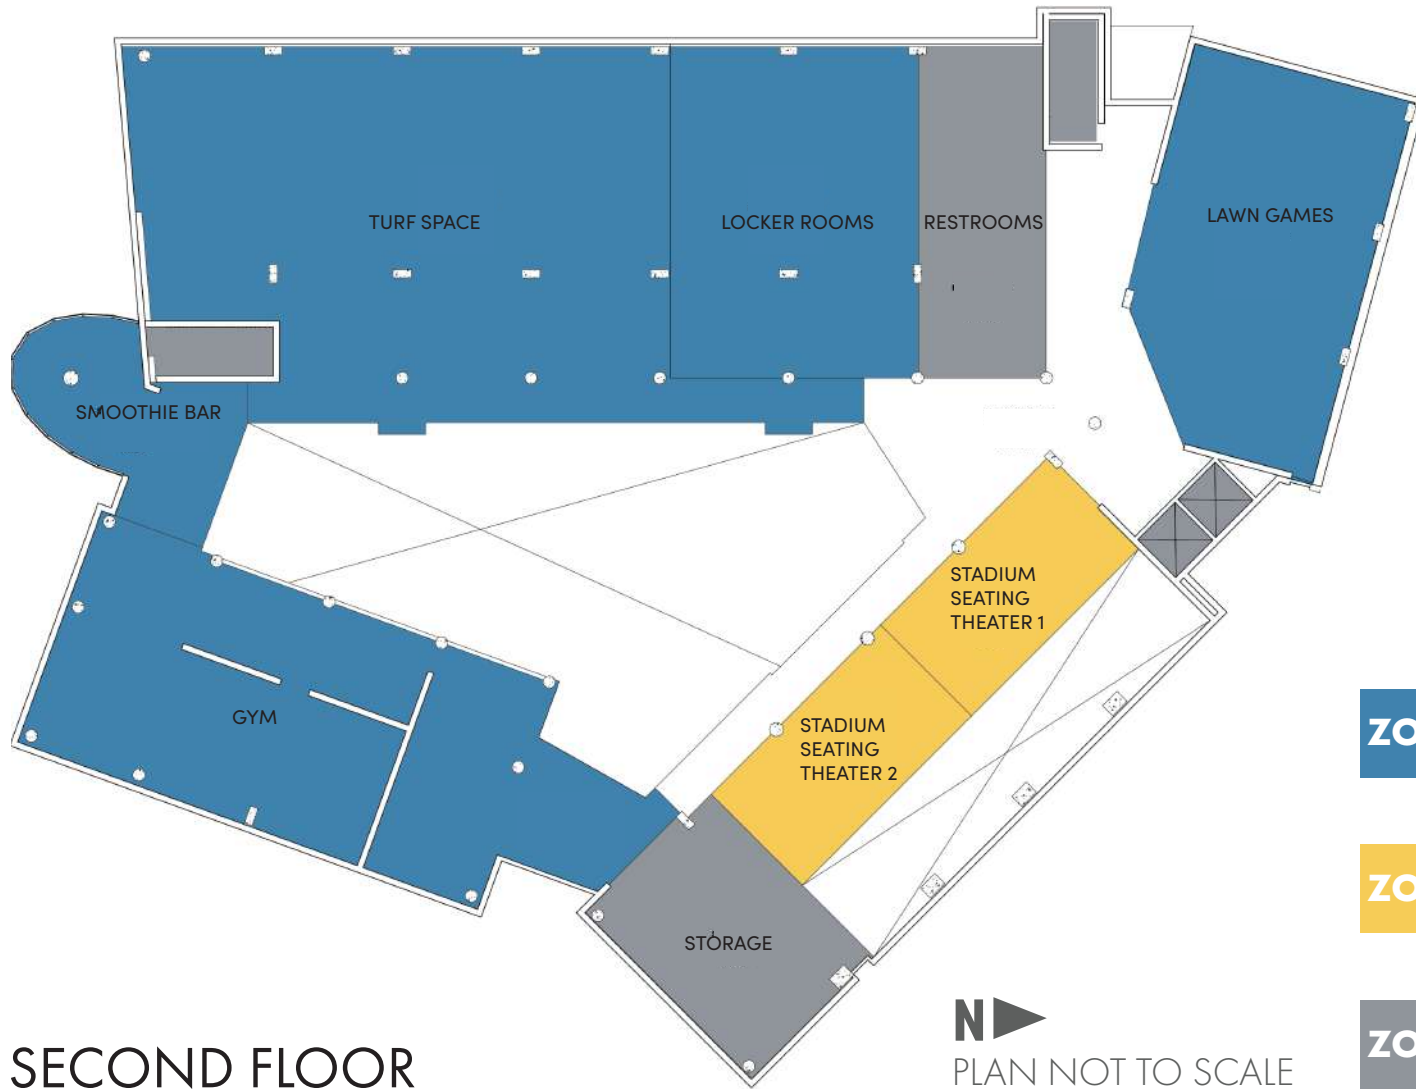 TURF SPACE
LOCKER ROOMS
RESTROOMS
LAWN GAMES
SMOOTHIE BAR
STADIUM
SEATING
THEATER 1
GYM
STADIUM
SEATING
THEATER 2
STORAGE
ZO
ZO
ZO
N
PLAN NOT TO SCALE
SECOND FLOOR